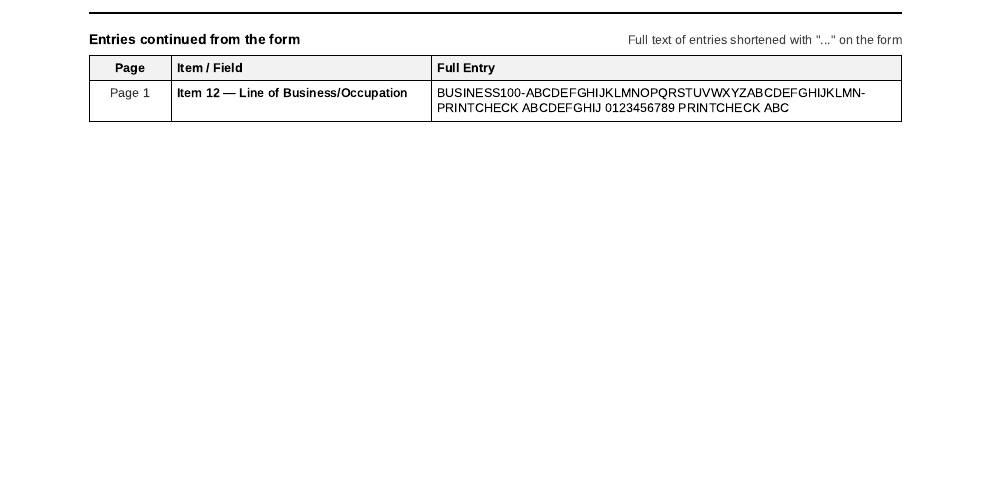 Entries continued from the form
Full text of entries shortened with "..." on the form
Page Item / Field Full Entry
Page 1 Item 12 — Line of Business/Occupation BUSINESS100-ABCDEFGHIJKLMNOPQRSTUVWXYZABCDEFGHIJKLMN-
PRINTCHECK ABCDEFGHIJ 0123456789 PRINTCHECK ABC